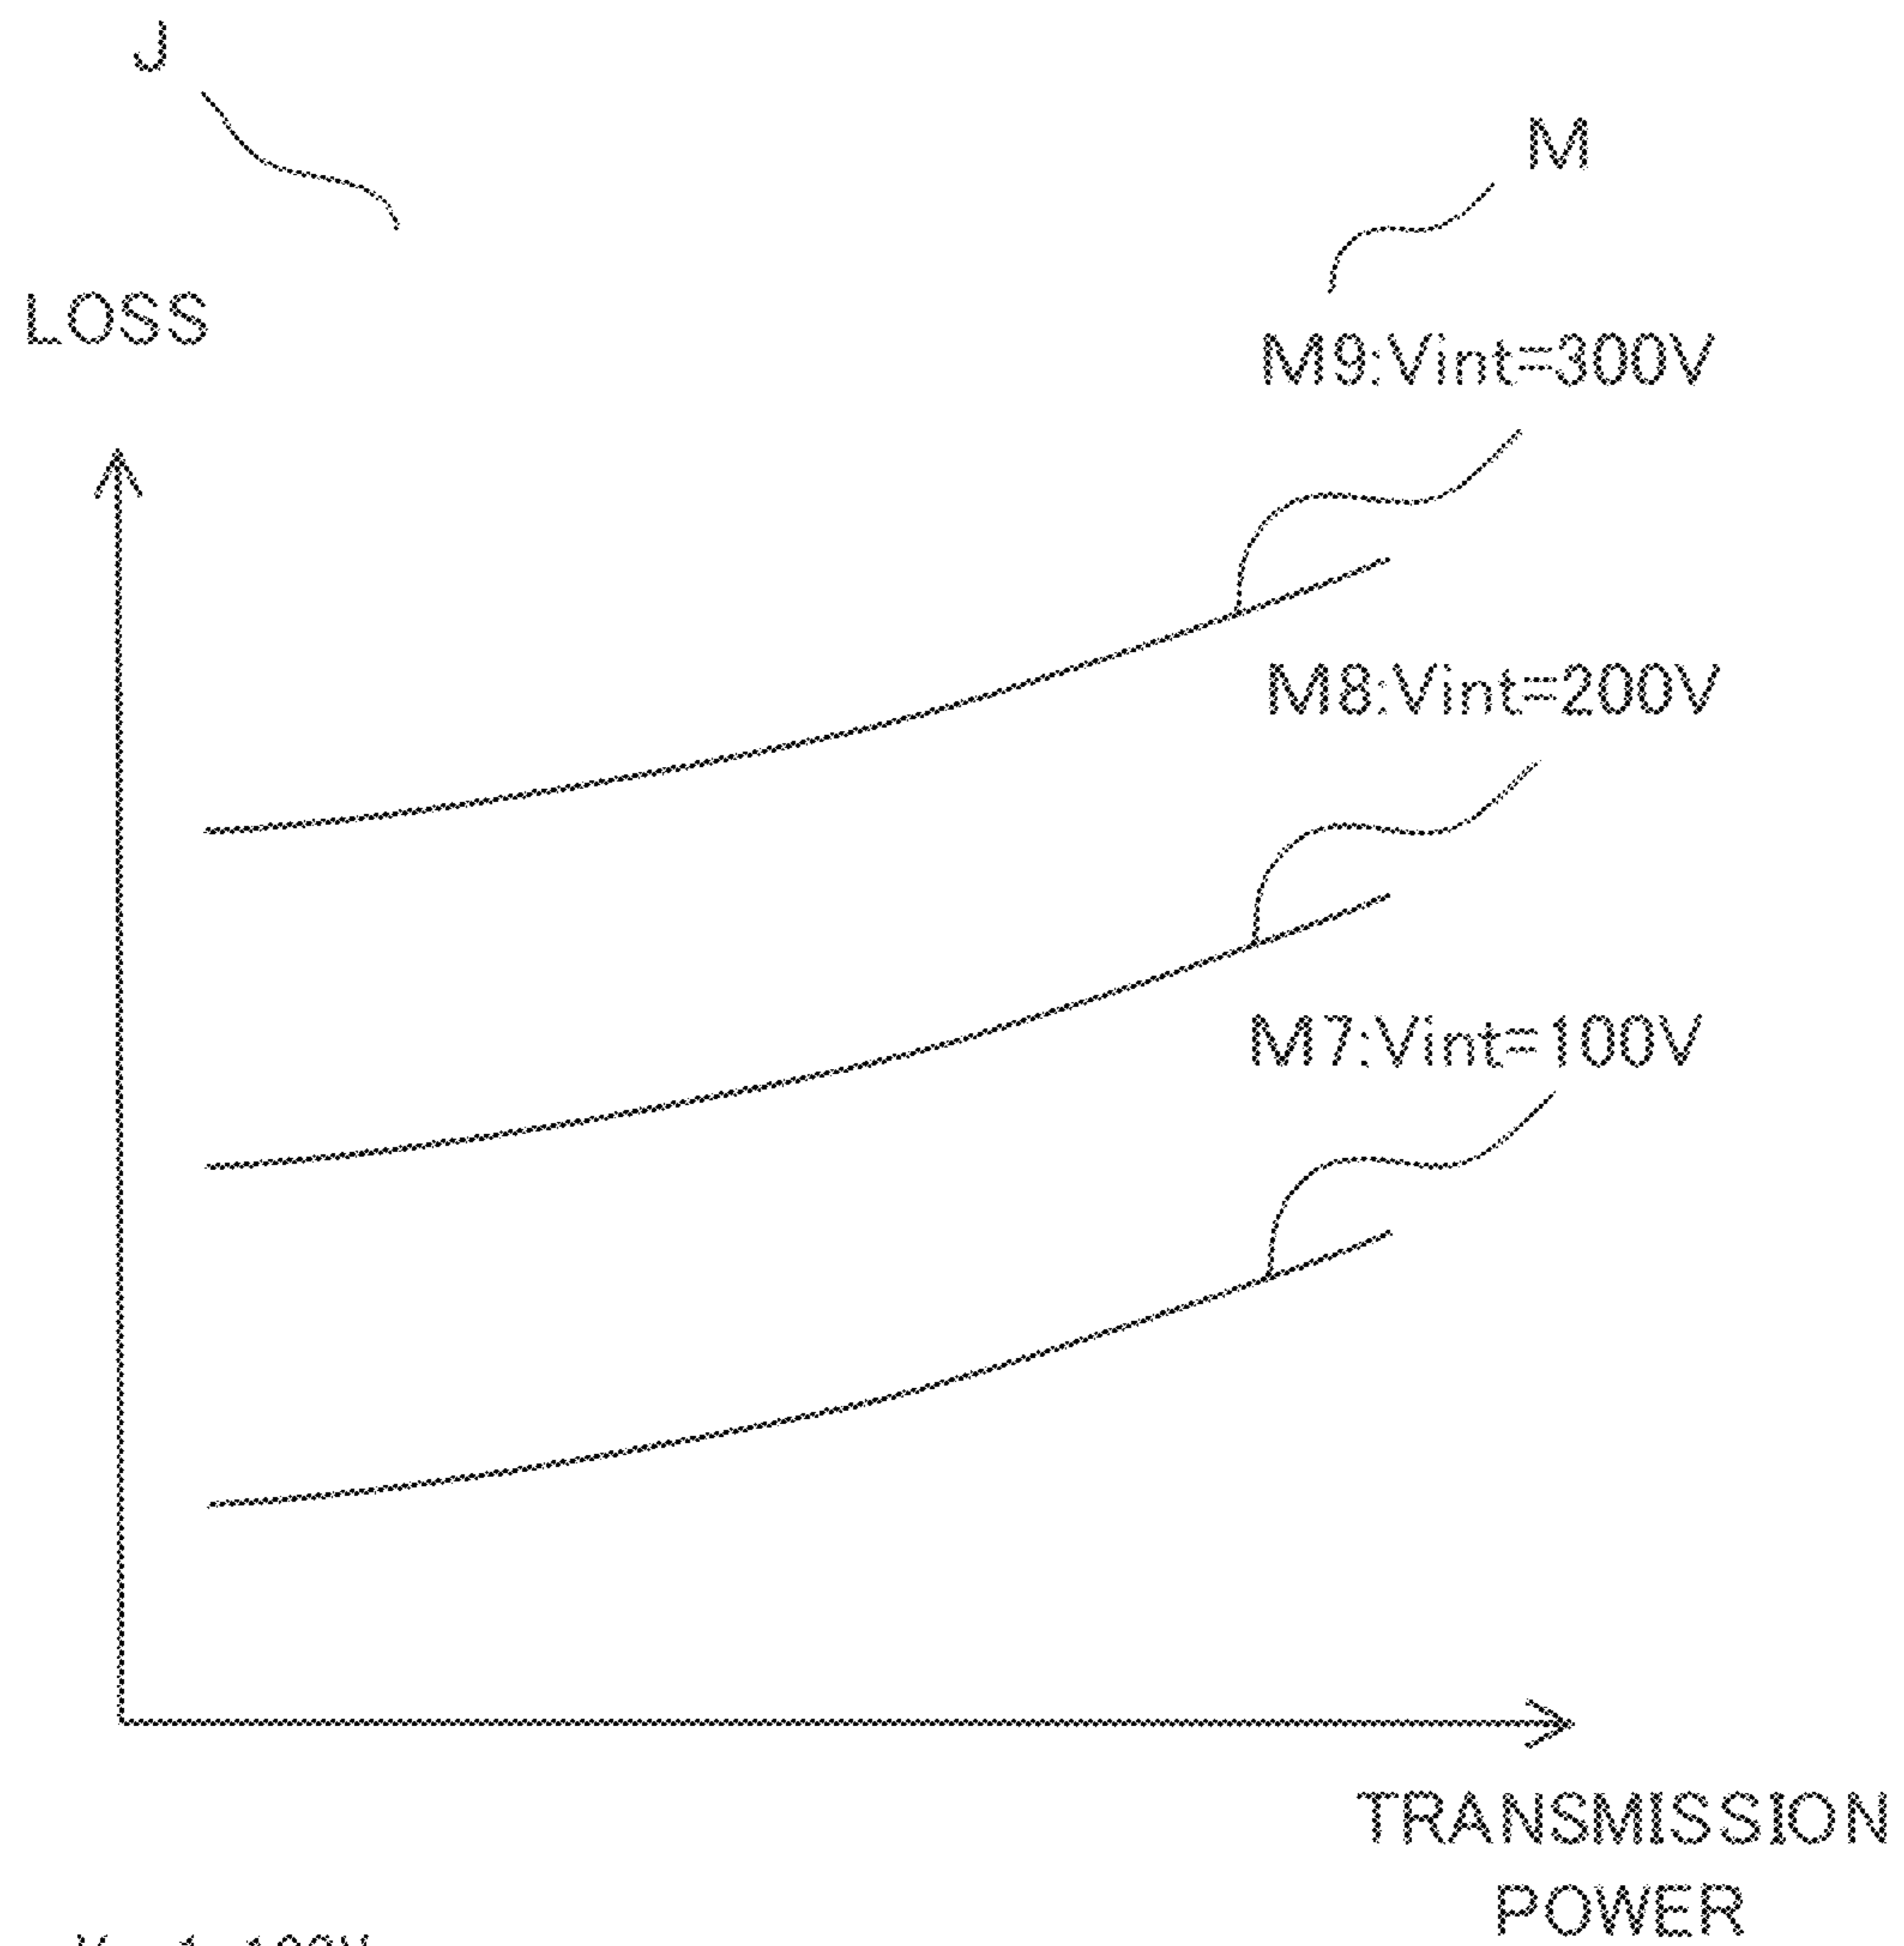 J
M
LOSS
M9:Vint=300V
M8:Vint=200V
M7:Vint=100V
TRANSMISSION
POWER